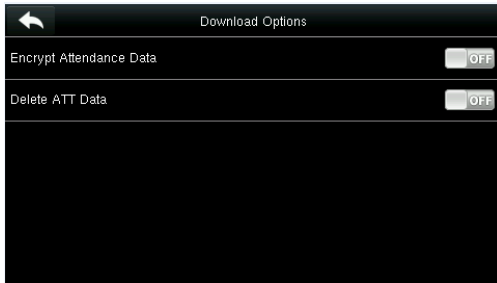 Download Options
Encrypt Attendance Data OFF
Delete ATT Data OFF